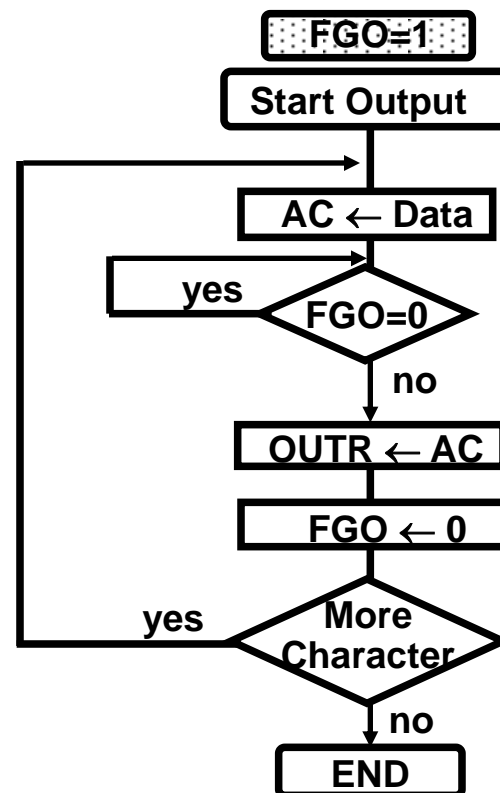 FGO=1
Start Output
AC ← Data
yes
FGO=0
no
OUTR ← AC
FGO ← 0
yes
More
Character
no
END